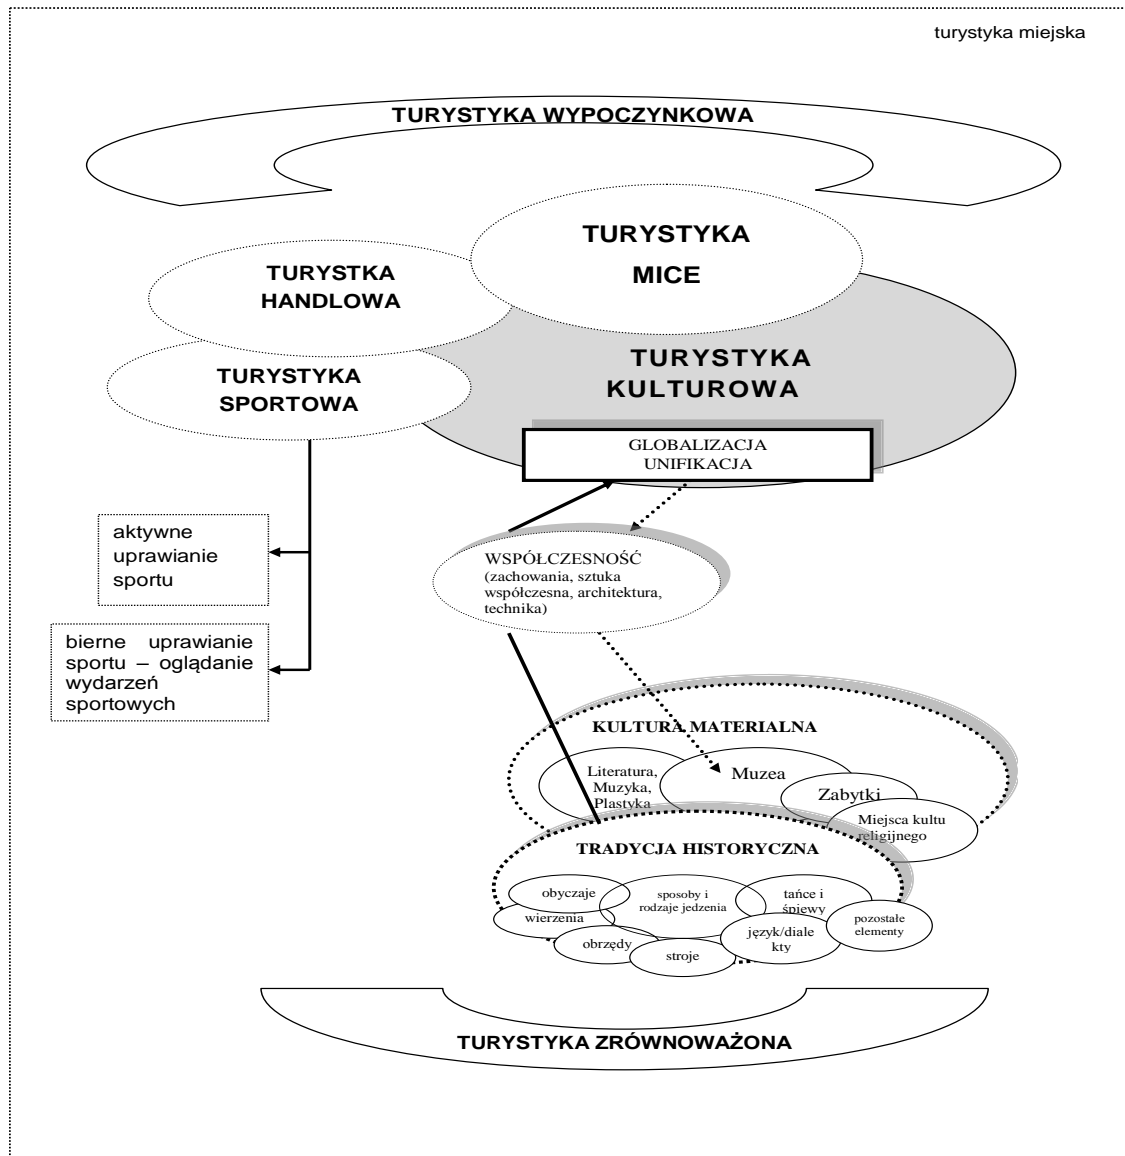 turystyka miejska
TURYSTYKA WYPOCZYNKOWA
TURYSTYKA
MICE
TURYSTKA
HANDLOWA
TURYSTYKA
KULTUROWA
TURYSTYKA
SPORTOWA
GLOBALIZACJA
UNIFIKACJA
aktywne
uprawianie
sportu
WSPÓŁCZESNOŚĆ
(zachowania, sztuka
współczesna, architektura,
technika)
bierne uprawianie
sportu – oglądanie
wydarzeń
sportowych
KULTURA MATERIALNA
Literatura,
Muzyka,
Plastyka
Muzea
Zabytki
Miejsca kultu
religijnego
TRADYCJA HISTORYCZNA
obyczaje
sposoby i
rodzaje jedzenia
tańce i
śpiewy
wierzenia
pozostałe
elementy
obrzędy
stroje
język/diale
kty
TURYSTYKA ZRÓWNOWAŻONA